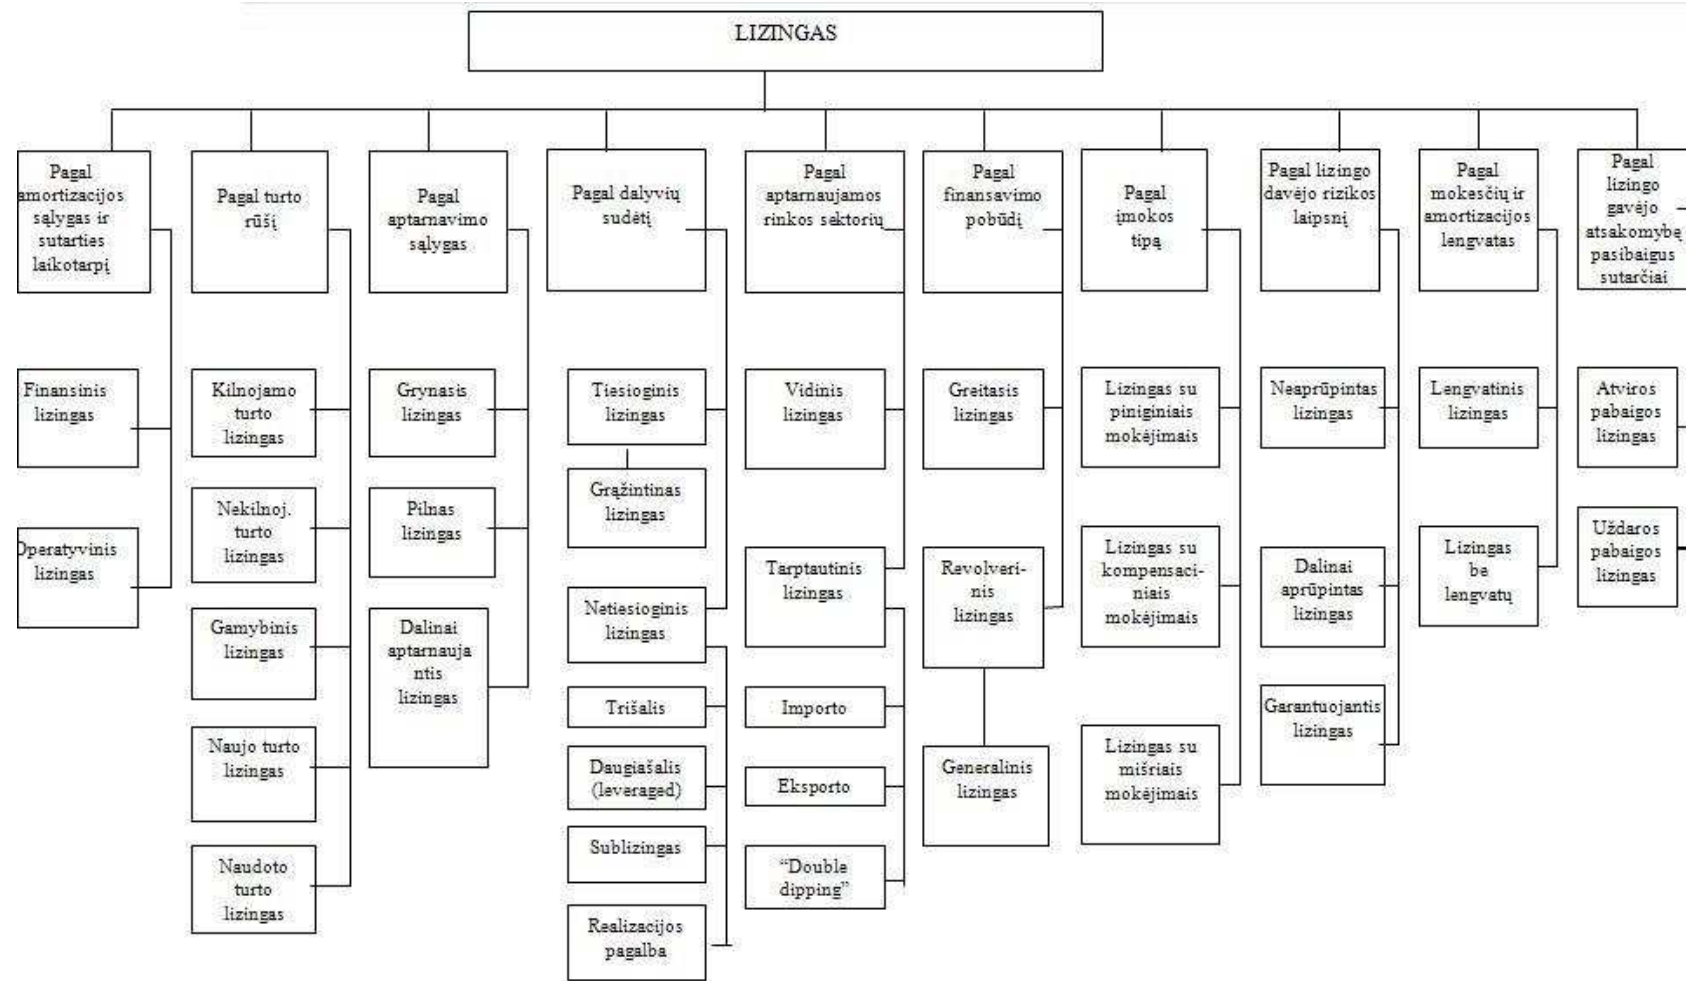 LIZINGAS
Pagal
amortizacijos
sąlygas ir
sutarties
laikotarpį
Finansinis
lizingas
Operatyvinis
lizingas
Pagal turto
rūšį
Kilnojamo
turto
lizingas
Nekilnoj.
turto
lizingas
Gamybinis
lizingas
Naujo turto
lizingas
Naudoto
turto
lizingas
Pagal
aptarnavimo
sąlygas
Grynasis
lizingas
Pilnas
lizingas
Dalinai
aptarnauja
ntis
lizingas
Pagal dalyvių
sudėtį
Tiesioginis
lizingas
Grąžintinas
lizingas
Netiesioginis
lizingas
Trišalis
Daugiašalis
(leveraged)
Sublizingas
Realizacijos
pagalba
Pagal
aptarnaujamos
rinkos sektorių
Vidinis
lizingas
Tarptautinis
lizingas
Importo
Eksporto
“Double
dipping”
Pagal
finansavimo
pobūdį
Greitasis
lizingas
Revolveri-
nis
lizingas
Generalinis
lizingas
Pagal
įmokos
tipą
Lizingas su
piniginiais
mokėjimais
Lizingas su
kompensaci-
niais
mokėjimais
Lizingas su
mišriais
mokėjimais
Pagal lizingo
davėjo rizikos
laipsnį
Neaprūpintas
lizingas
Dalinai
aprūpintas
lizingas
Garantuojantis
lizingas
Pagal
mokesčių ir
amortizacijos
lengvatas
Lengvatinis
lizingas
Lizingas
be
lengvatų
Pagal
lizingo
gavėjo
atsakomybę
pasibaigus
sutarčiai
Atviros
pabaigos
lizingas
Uždaros
pabaigos
lizingas